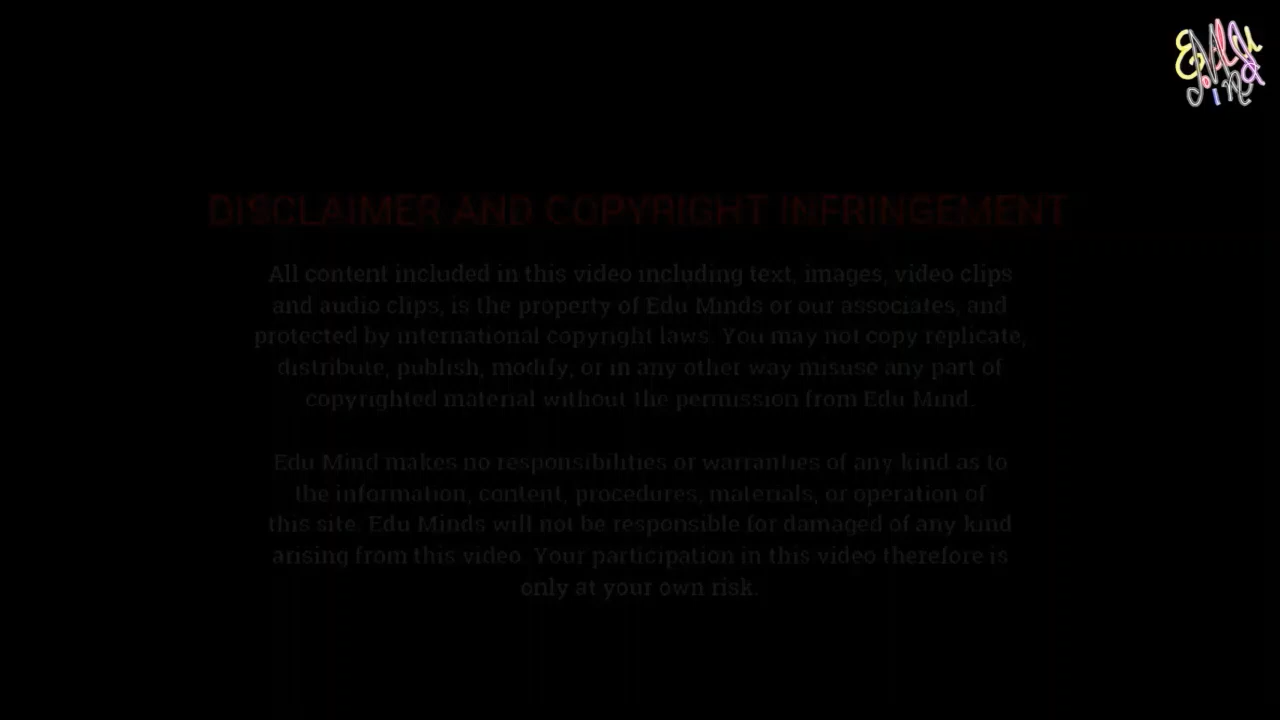 DISCLAIMER AND COPYRIGHT INFRINGEMENT
All content included in this video including text, images, video clips
and audio clips, is the property of Edu Minds or our associates, and
protected by international copyright laws. You may not copy replicate,
distribute, publish, modify, or in any other way misuse any part of
copyrighted material without the permission from Edu Mind.
Edu Mind makes no responsibilities or warranties of any kind as to
the information, content, procedures, materials, or operation of
this site. Edu Minds will not be responsible for damaged of any kind
arising from this video. Your participation in this video therefore is
only at your own risk.